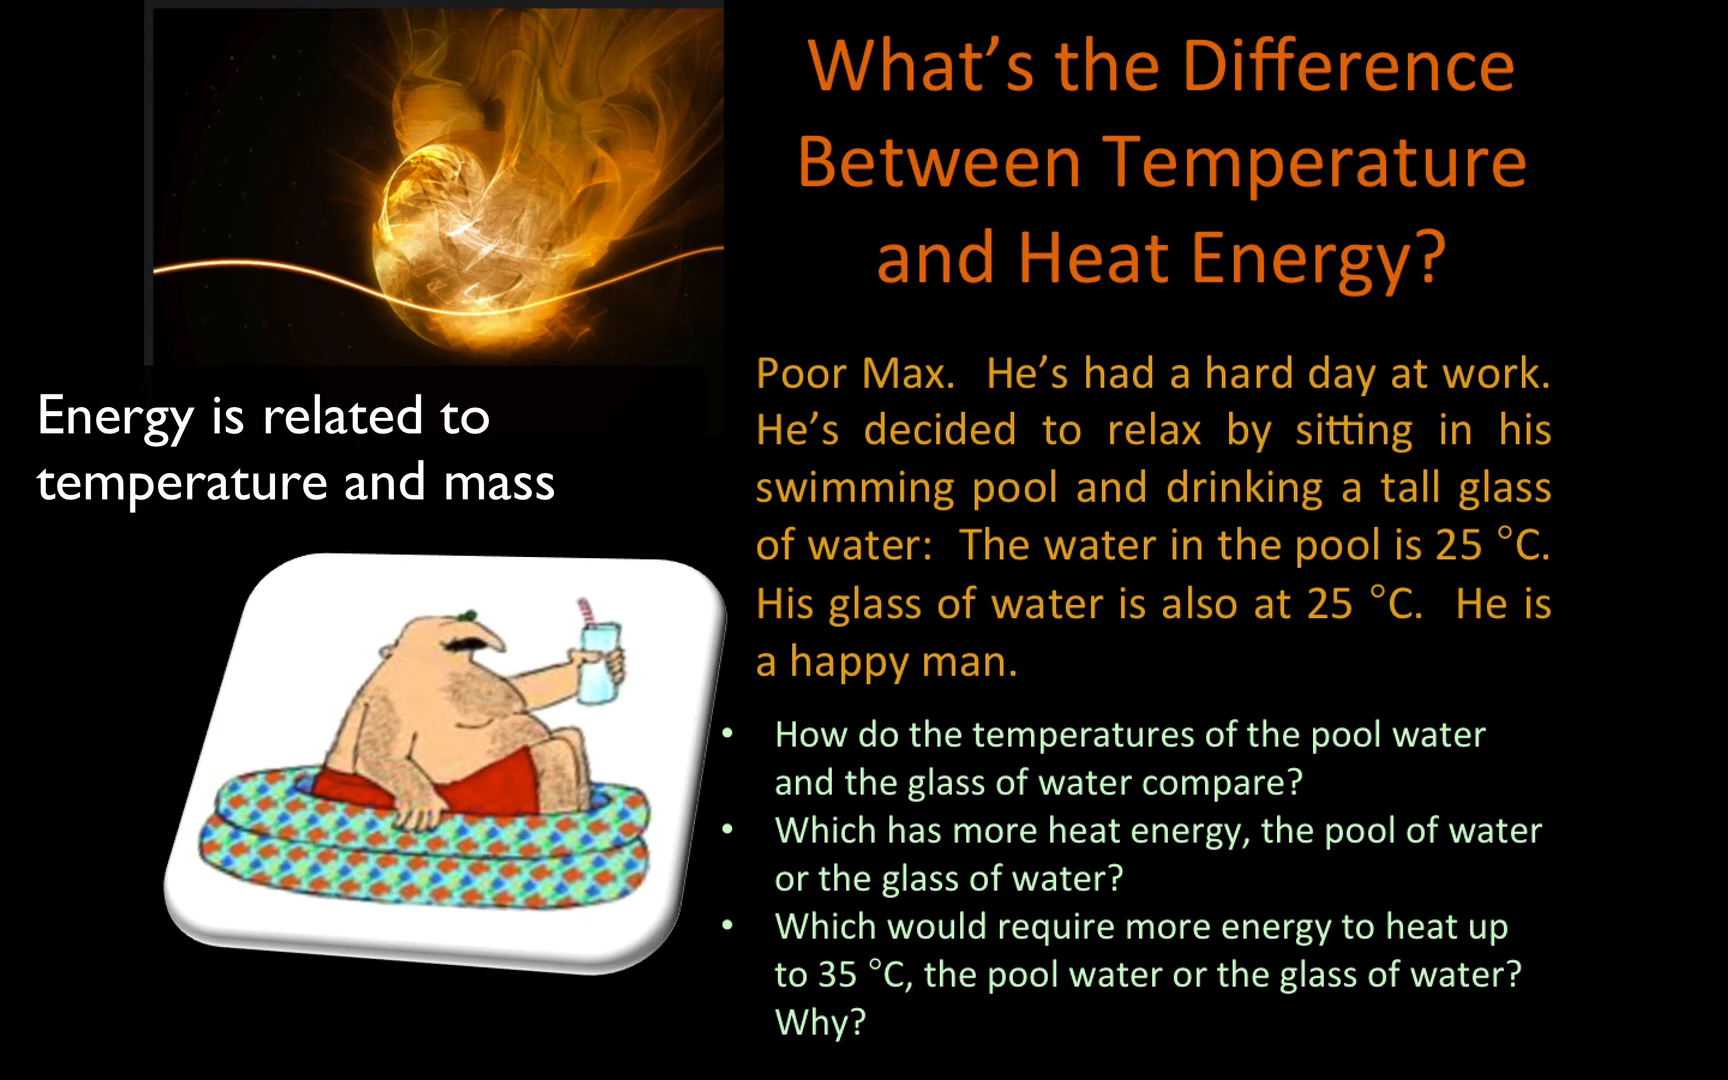 What’s the Difference
Between Temperature
and Heat Energy?
Energy is related to
temperature and mass
Poor Max.  He’s had a hard day at work.
He’s decided to relax by sitting in his
swimming pool and drinking a tall glass
of water:  The water in the pool is 25 °C.
His glass of water is also at 25 °C.  He is
a happy man.
• How do the temperatures of the pool water
and the glass of water compare?
• Which has more heat energy, the pool of water
or the glass of water?
• Which would require more energy to heat up
to 35 °C, the pool water or the glass of water?
Why?